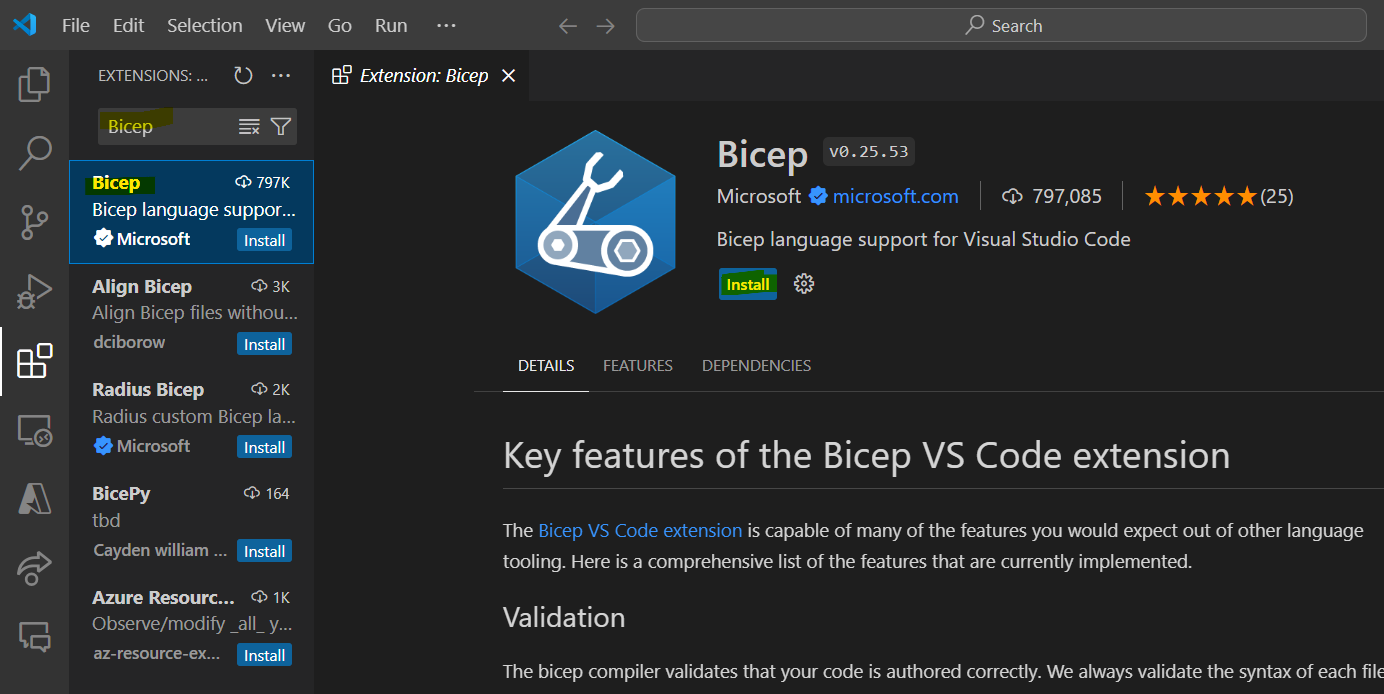 File Edit Selection View Go Run ···
Search
EXTENSIONS: ...
Bicep
Bicep 797K
Bicep language suppor...
Microsoft Install
Align Bicep 3K
Align Bicep files withou...
dciborow Install
Radius Bicep 2K
Radius custom Bicep la...
Microsoft Install
BicePy 164
tbd
Cayden william ... Install
Azure Resourc... 1K
Observe/modify _all_ y...
az-resource-ex... Install
Extension: Bicep
Bicep v0.25.53
Microsoft microsoft.com 797,085 (25)
Bicep language support for Visual Studio Code
Install
DETAILS FEATURES DEPENDENCIES
Key features of the Bicep VS Code extension
The Bicep VS Code extension is capable of many of the features you would expect out of other language
tooling. Here is a comprehensive list of the features that are currently implemented.
Validation
The bicep compiler validates that your code is authored correctly. We always validate the syntax of each file